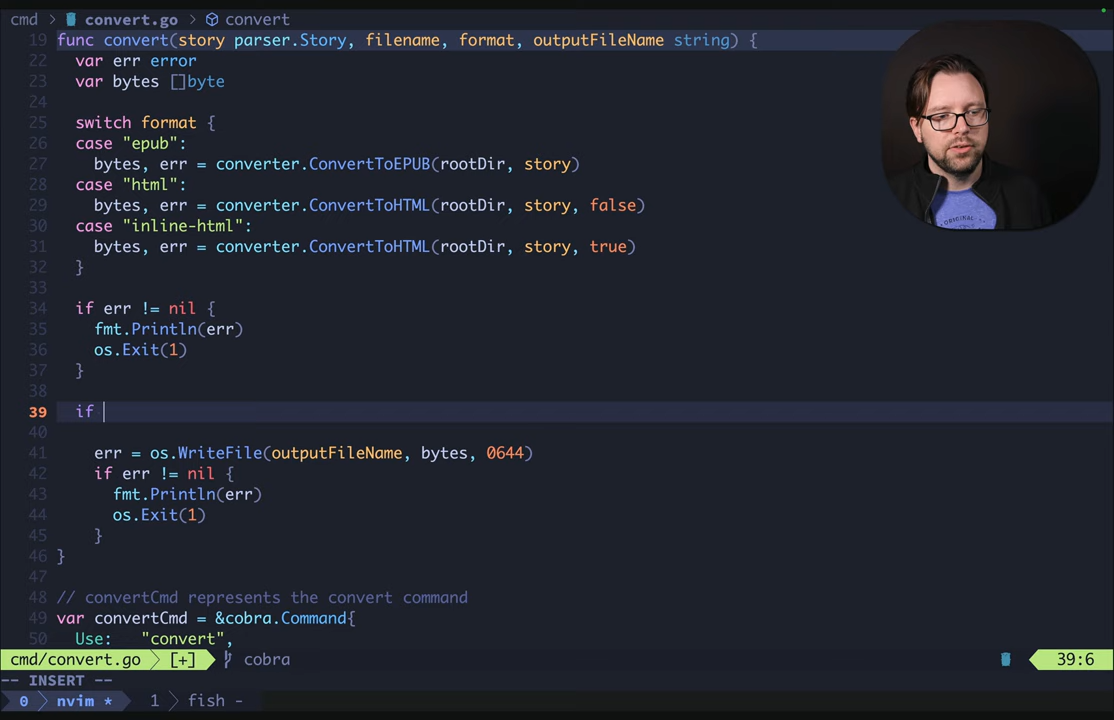 cmd > convert.go > convert
19 func convert(story parser.Story, filename, format, outputFileName string) {
22 var err error
23 var bytes []byte
24
25 switch format {
26 case "epub":
27 bytes, err = converter.ConvertToEPUB(rootDir, story)
28 case "html":
29 bytes, err = converter.ConvertToHTML(rootDir, story, false)
30 case "inline-html":
31 bytes, err = converter.ConvertToHTML(rootDir, story, true)
32 }
33
34 if err != nil {
35 fmt.Println(err)
36 os.Exit(1)
37 }
38
39 if
40
41 err = os.WriteFile(outputFileName, bytes, 0644)
42 if err != nil {
43 fmt.Println(err)
44 os.Exit(1)
45 }
46 }
47
48 // convertCmd represents the convert command
49 var convertCmd = &cobra.Command{
50 Use: "convert",
cmd/convert.go [+] cobra 39:6
-- INSERT --
0 nvim * 1 fish -
ORIGINAL